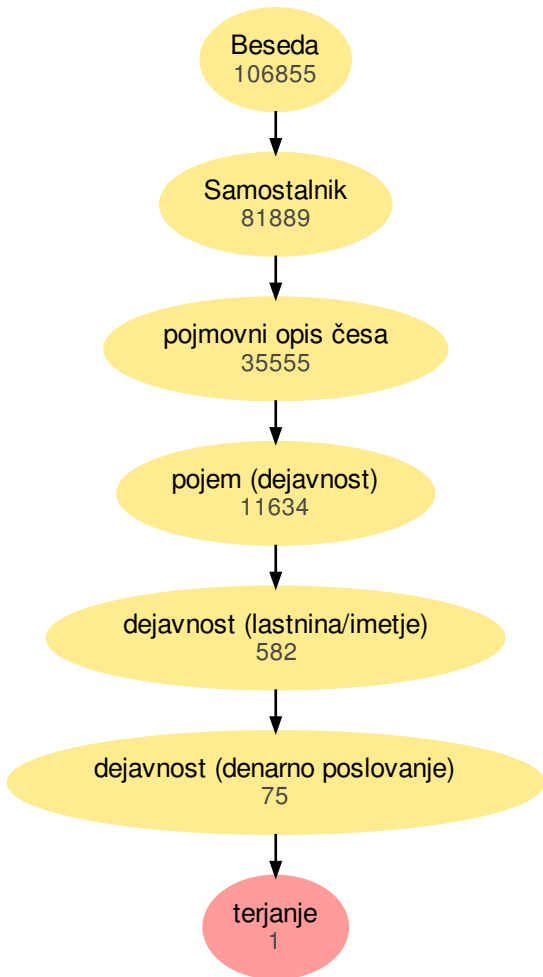 Beseda
106855
Samostalnik
81889
pojmovni opis česa
35555
pojem (dejavnost)
11634
dejavnost (lastnina/imetje)
582
dejavnost (denarno poslovanje)
75
terjanje
1